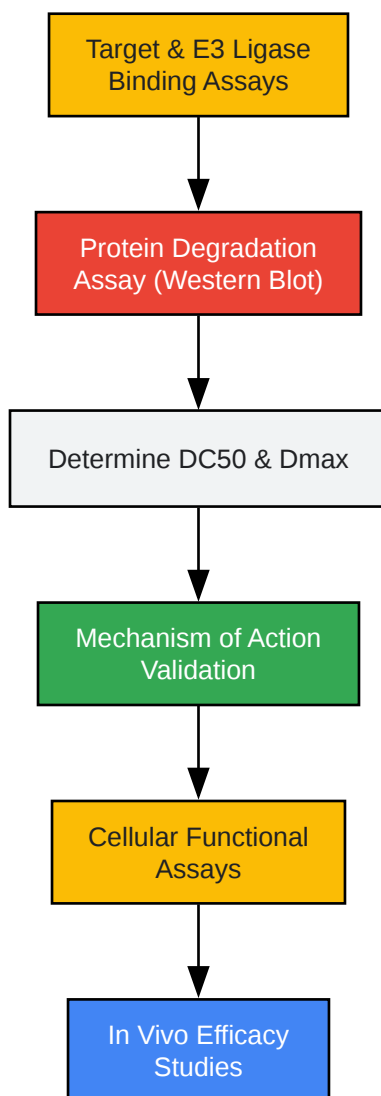 Target & E3 Ligase
Binding Assays
Protein Degradation
Assay (Western Blot)
Determine DC50 & Dmax
Mechanism of Action
Validation
Cellular Functional
Assays
In Vivo Efficacy
Studies